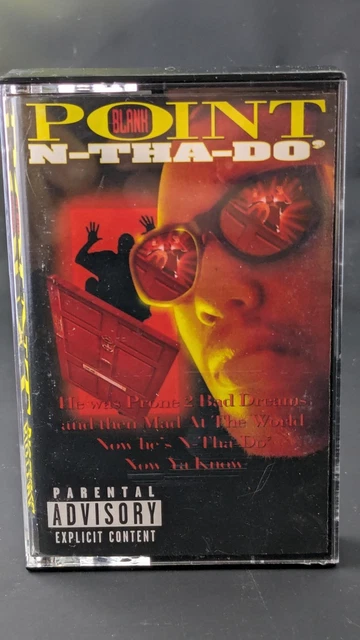 POINT
BLANK
N-THA-DO'
He was Prone 2 Bad Dreams
and then Mad At The World
Now he's N-Tha-Do'
Now Ya Know
PARENTAL
ADVISORY
EXPLICIT CONTENT